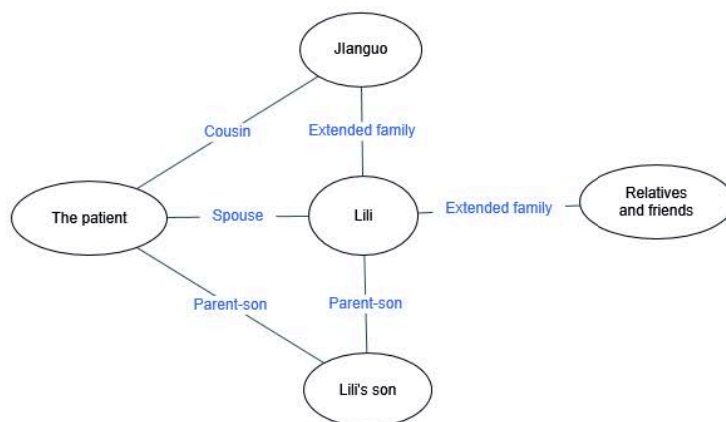 JIanguo
Cousin
Extended family
The patient
Spouse
Lili
Extended family
Relatives
and friends
Parent-son
Parent-son
Lili's son